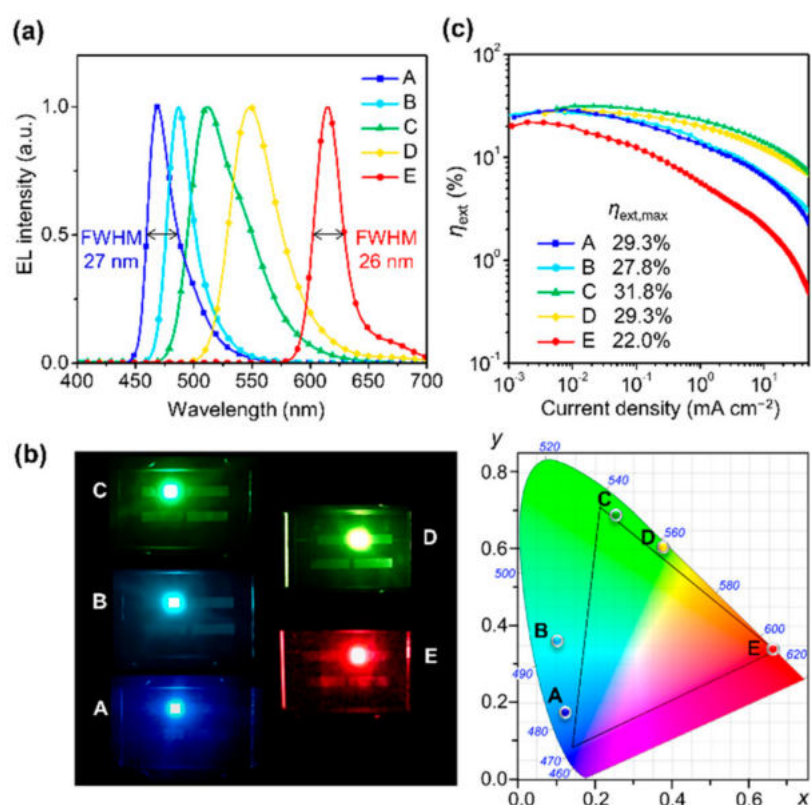 (a)
EL intensity (a.u.)
1.0
0.5
0.0
A
B
C
D
E
FWHM
27 nm
FWHM
26 nm
400 450 500 550 600 650 700
Wavelength (nm)
(c)
ηext (%)
10²
10¹
10⁰
10⁻¹
ηext,max
A 29.3%
B 27.8%
C 31.8%
D 29.3%
E 22.0%
10⁻³ 10⁻² 10⁻¹ 10⁰ 10¹
Current density (mA cm⁻²)
(b)
C
B
A
D
E
y
0.8
0.6
0.4
0.2
0.0
520
540
560
580
600
620
500
490
480
470
460
C
D
B
A
E
0.0 0.2 0.4 0.6 x